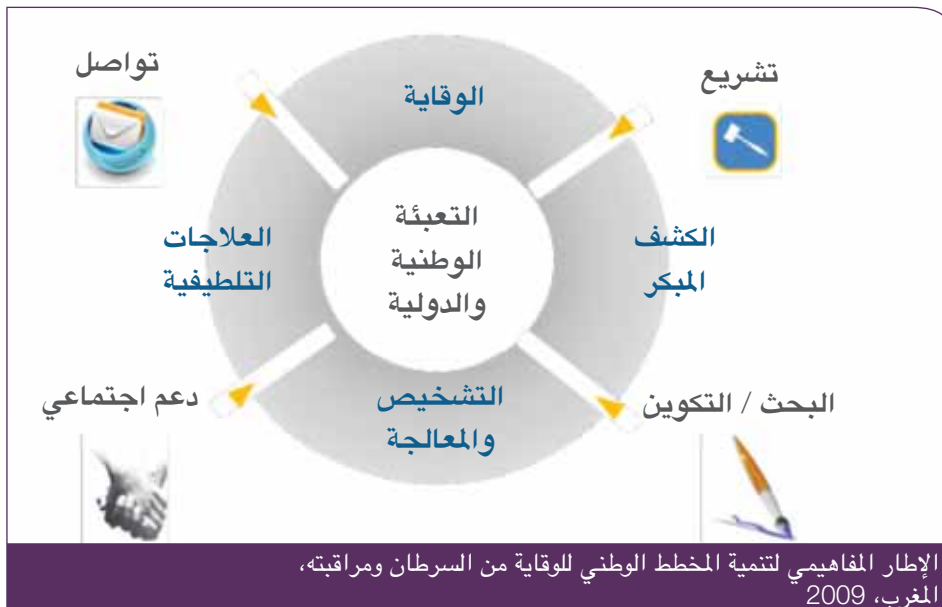 تواصل
تشريع
الوقاية
التعبئة
الوطنية
والدولية
الكشف
المبكر
العلاجات
التلطيفية
التشخيص
والمعالجة
البحث / التكوين
دعم اجتماعي
الإطار المفاهيمي لتنمية المخطط الوطني للوقاية من السرطان ومراقبته،
المغرب، 2009